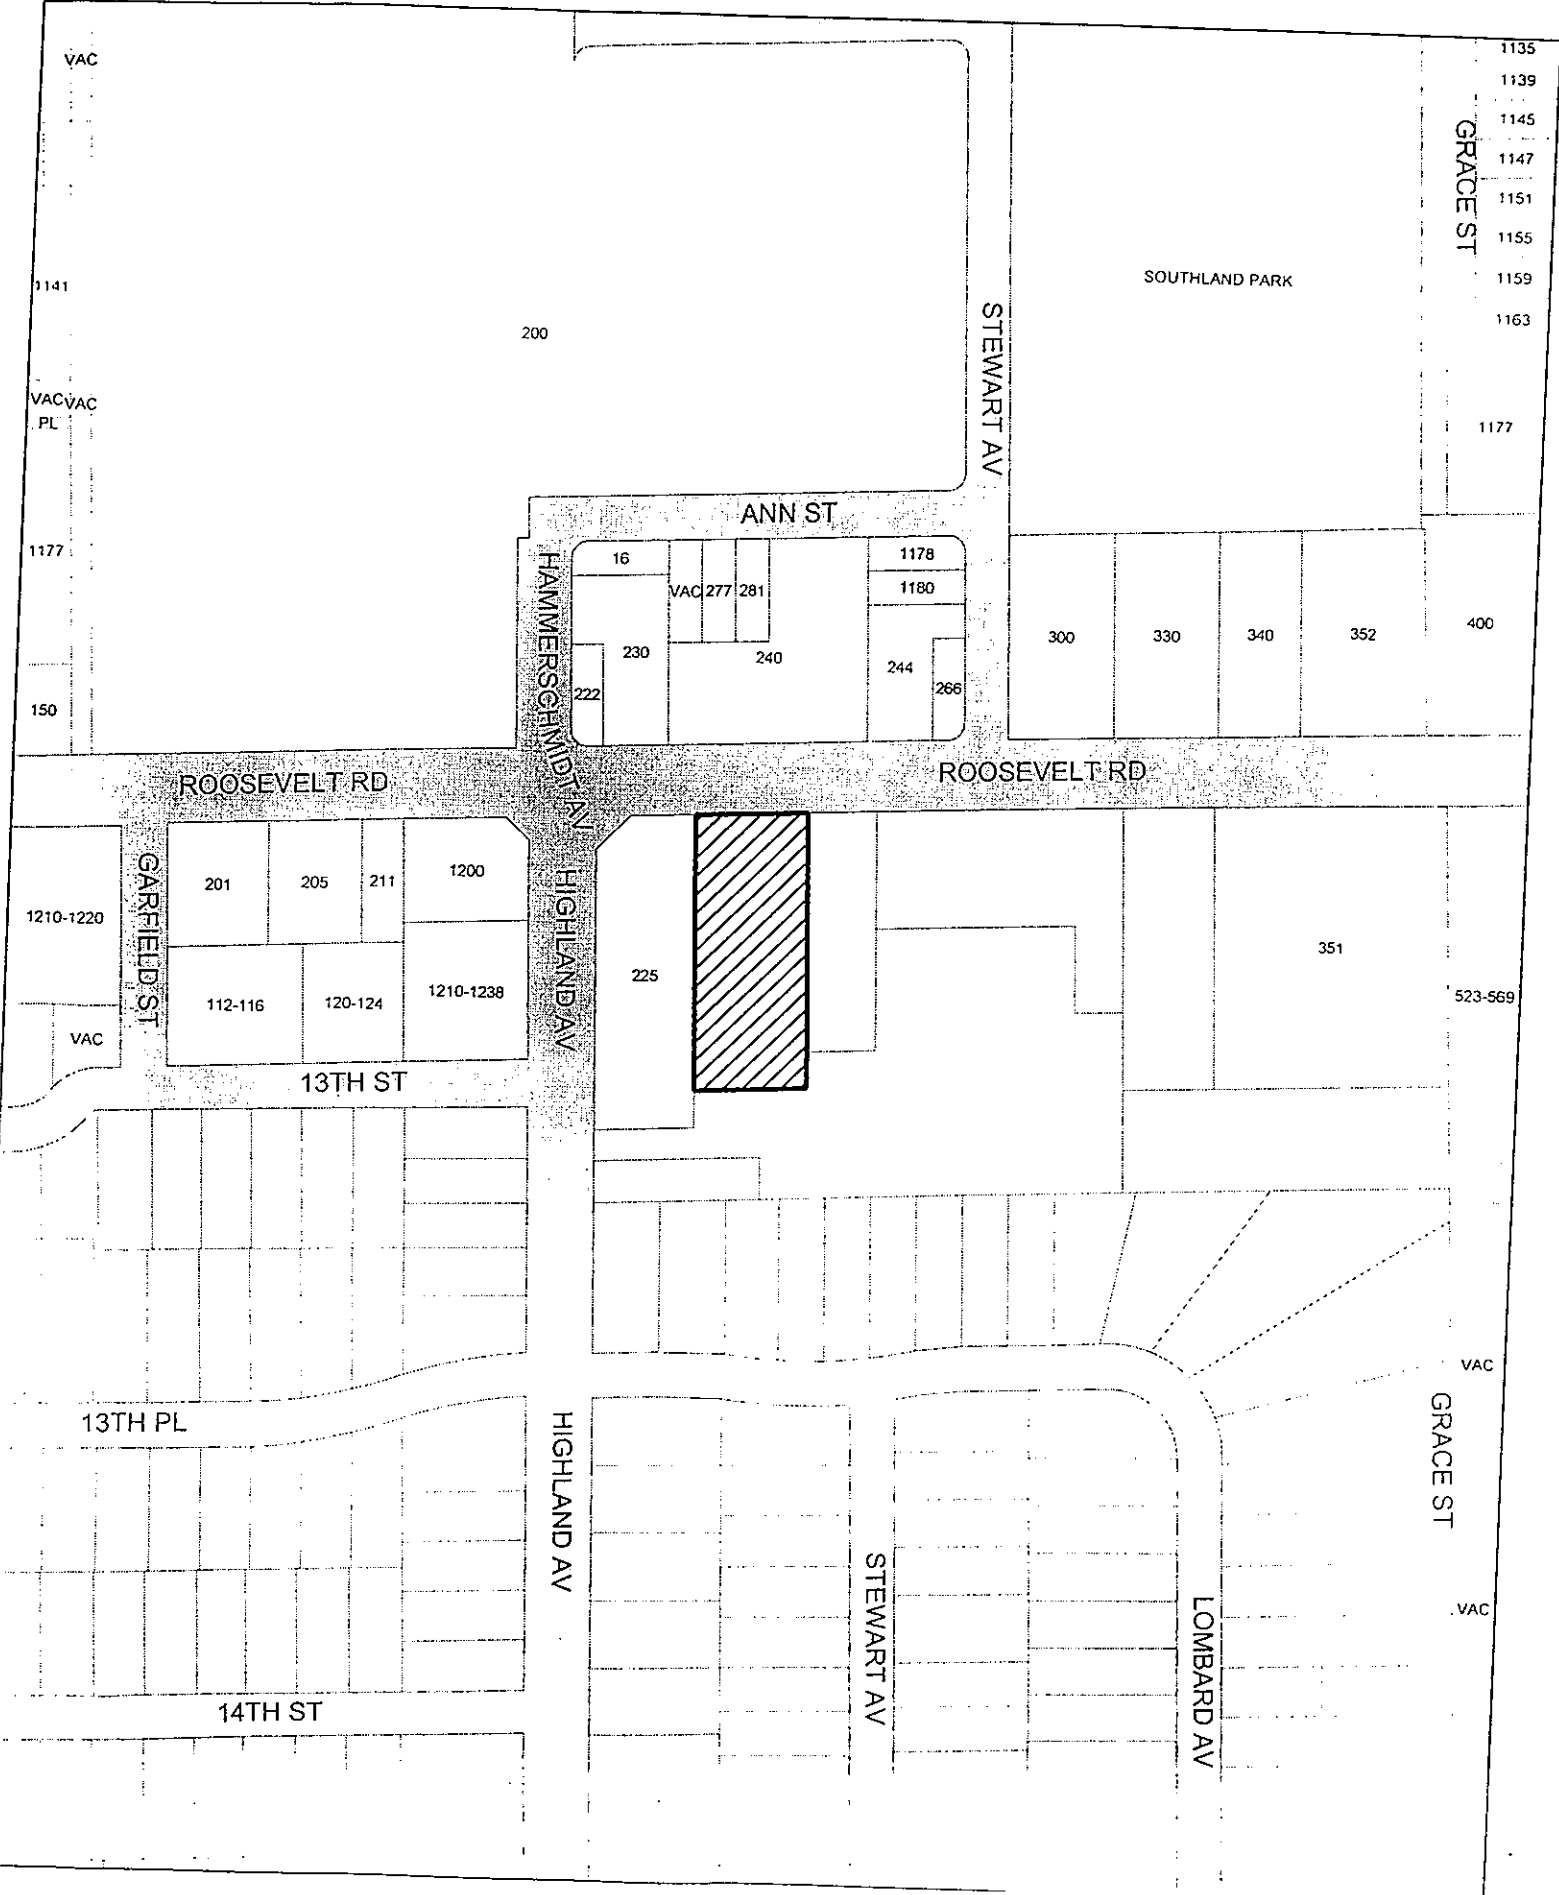 VAC
1135
1139
1145
1147
1151
1155
1159
1163
GRACE ST
SOUTHLAND PARK
1141
200
STEWART AV
VAC VAC
PL
1177
ANN ST
1177
16
1178
HAMMERSCHMIDT AV
VAC 277 281
1180
300
330
340
352
400
230
240
244
222
266
150
ROOSEVELT RD
ROOSEVELT RD
1210-1220
GARFIELD ST
201
205
211
1200
HIGHLAND AV
225
351
112-116
120-124
1210-1238
523-569
VAC
13TH ST
VAC
13TH PL
HIGHLAND AV
GRACE ST
STEWART AV
LOMBARD AV
VAC
14TH ST